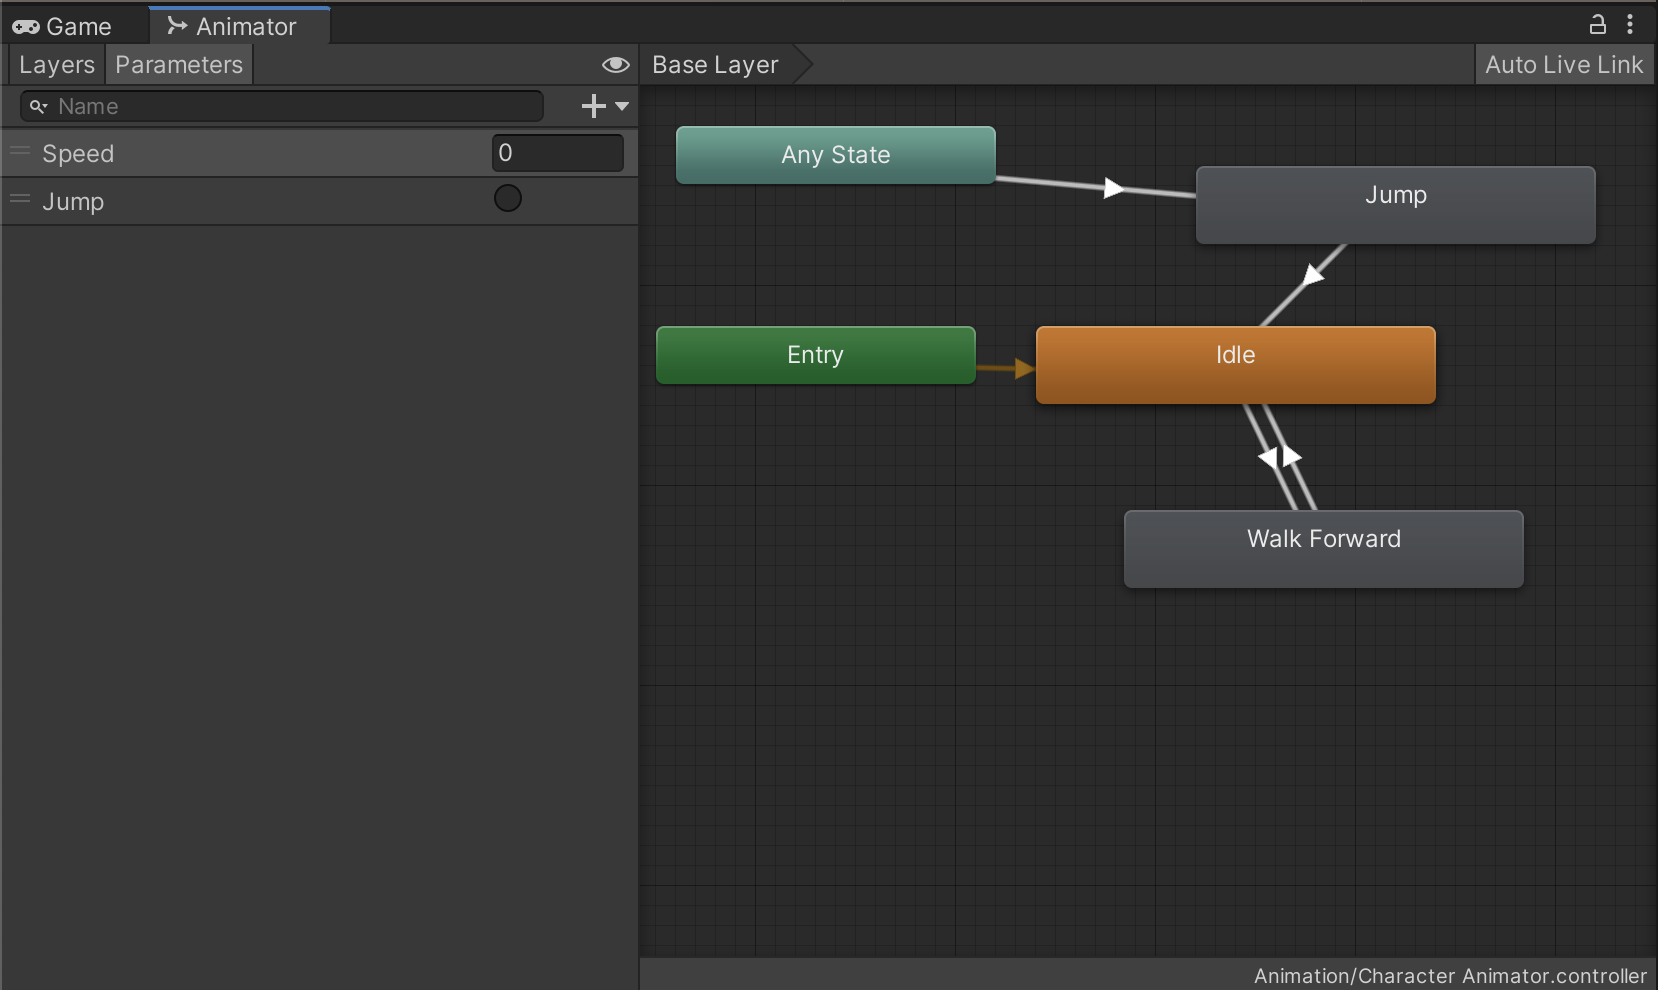 Game
Animator
Layers
Parameters
Base Layer
Auto Live Link
Name
Speed
0
Jump
Any State
Jump
Entry
Idle
Walk Forward
Animation/Character Animator.controller